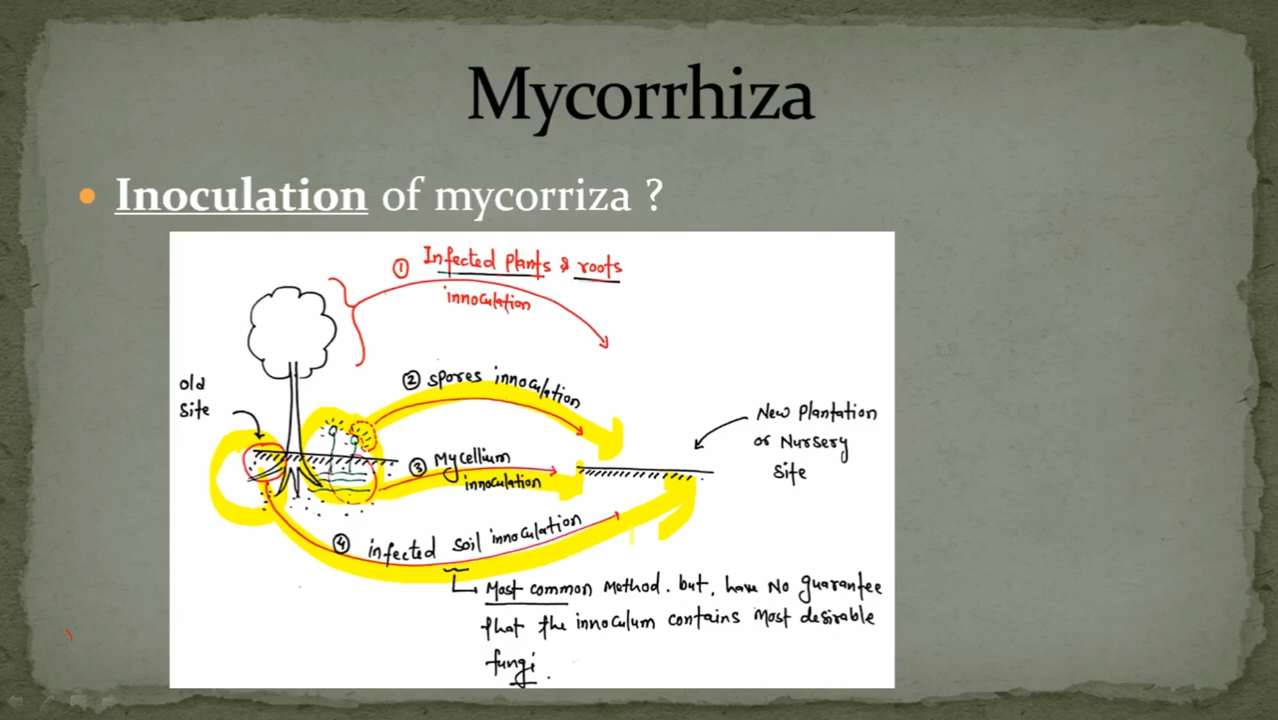 Mycorrhiza
Inoculation of mycorriza ?
① Infected Plants & roots
innoculation
② spores innoculation
old
site
New Plantation
or Nursery
site
③ Mycellium
innoculation
④ infected soil innoculation
Most common Method. but, have No guarantee
that the innoculum contains Most desirable
fungi.